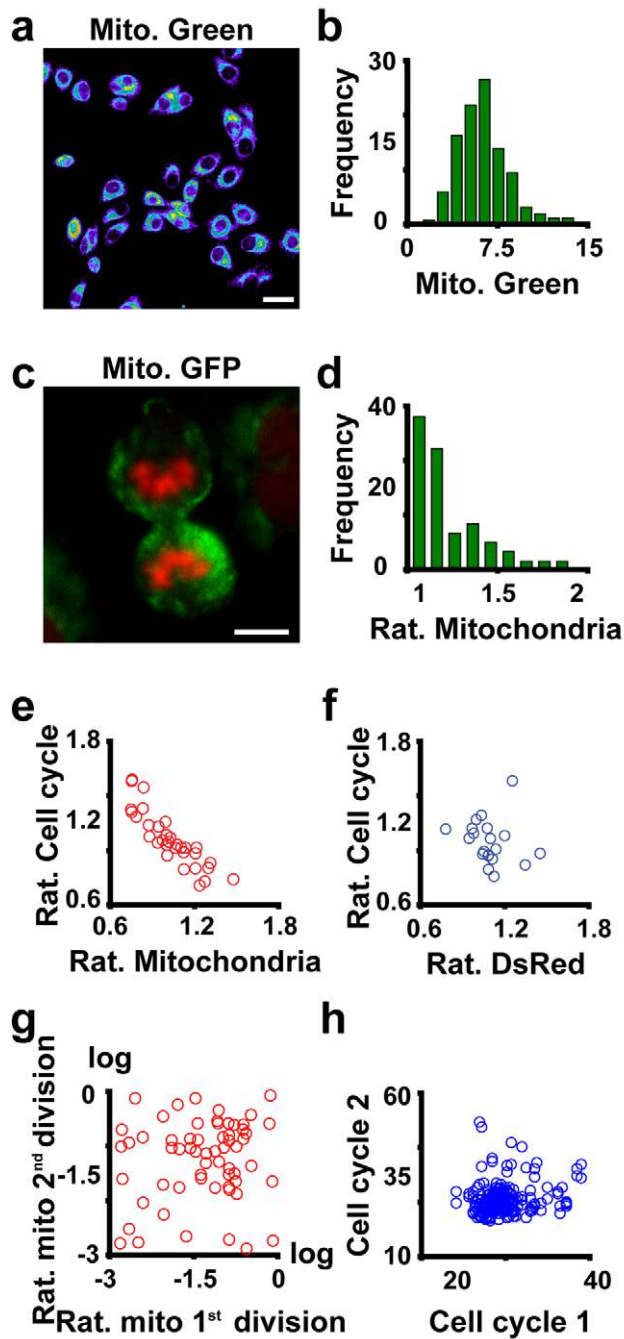 a
Mito. Green
b
Frequency
30
15
0
0
7.5
15
Mito. Green
c
Mito. GFP
d
Frequency
40
20
0
1
1.5
2
Rat. Mitochondria
e
Rat. Cell cycle
1.8
1.2
0.6
0.6
1.2
1.8
Rat. Mitochondria
f
Rat. Cell cycle
1.8
1.2
0.6
0.6
1.2
1.8
Rat. DsRed
g
Rat. mito 2nd division
log
0
-1.5
-3
-3
-1.5
0
log
Rat. mito 1st division
h
Cell cycle 2
60
35
10
20
40
Cell cycle 1